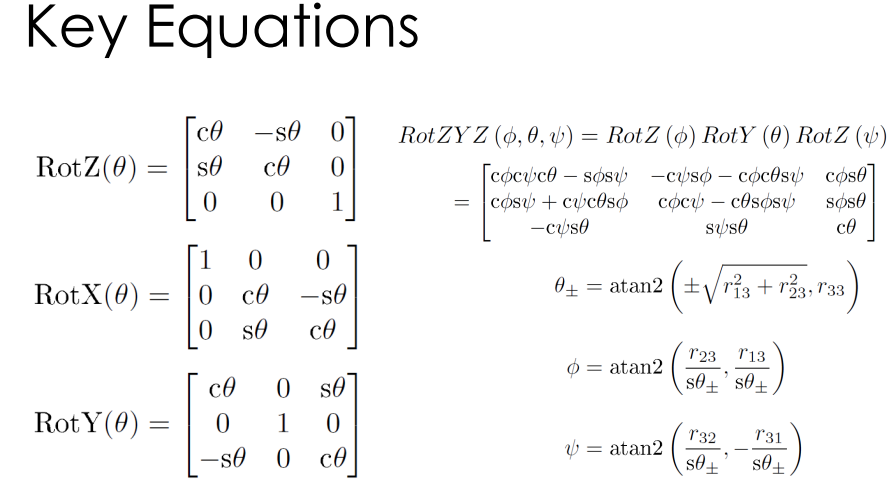 Key Equations
RotZ(θ) = [cθ −sθ 0
sθ cθ 0
0 0 1]
RotX(θ) = [1 0 0
0 cθ −sθ
0 sθ cθ]
RotY(θ) = [cθ 0 sθ
0 1 0
−sθ 0 cθ]
RotZYZ (ϕ, θ, ψ) = RotZ (ϕ) RotY (θ) RotZ (ψ)
= [cϕcψcθ − sϕsψ −cψsϕ − cϕcθsψ cϕsθ
cϕsψ + cψcθsϕ cϕcψ − cθsϕsψ sϕsθ
−cψsθ sψsθ cθ]
θ± = atan2 (±√(r₁₃² + r₂₃²), r₃₃)
ϕ = atan2 (r₂₃/sθ±, r₁₃/sθ±)
ψ = atan2 (r₃₂/sθ±, −r₃₁/sθ±)